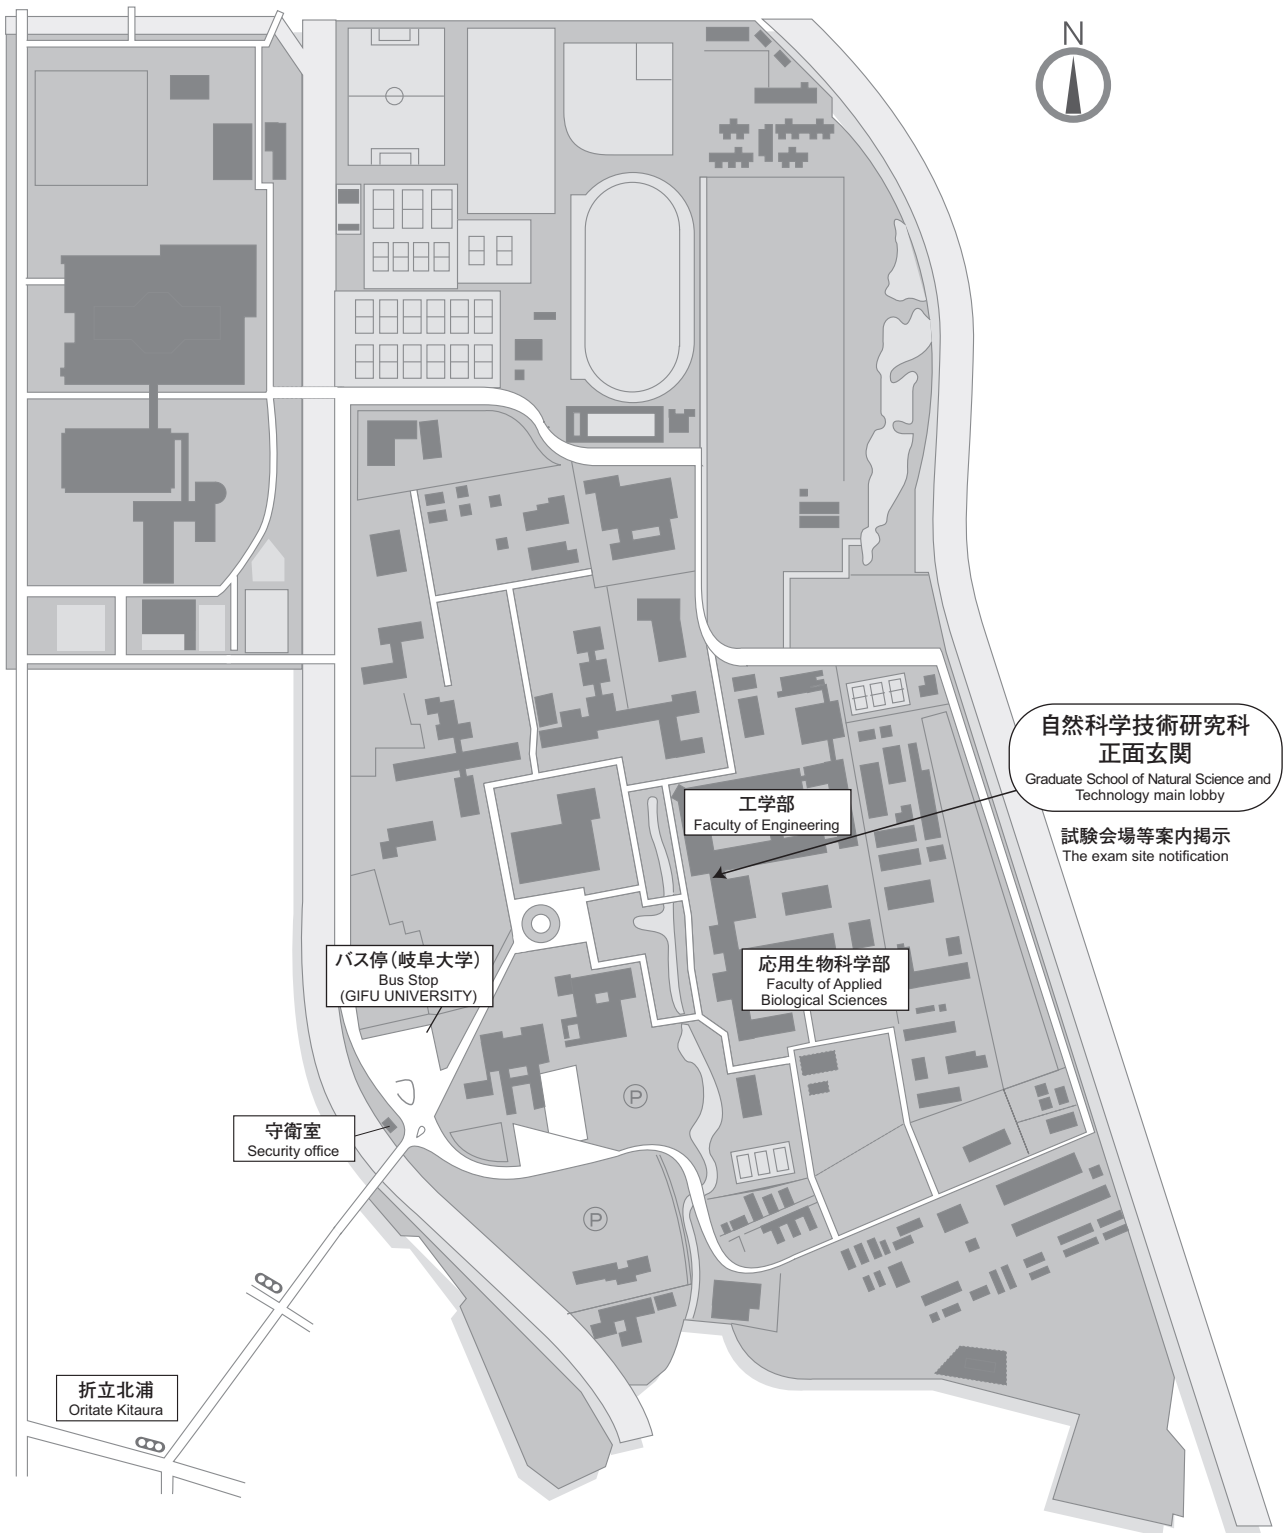 N
自然科学技術研究科
正面玄関
Graduate School of Natural Science and
Technology main lobby
工学部
Faculty of Engineering
試験会場等案内掲示
The exam site notification
バス停（岐阜大学）
Bus Stop
(GIFU UNIVERSITY)
応用生物科学部
Faculty of Applied
Biological Sciences
P
守衛室
Security office
P
折立北浦
Oritate Kitaura